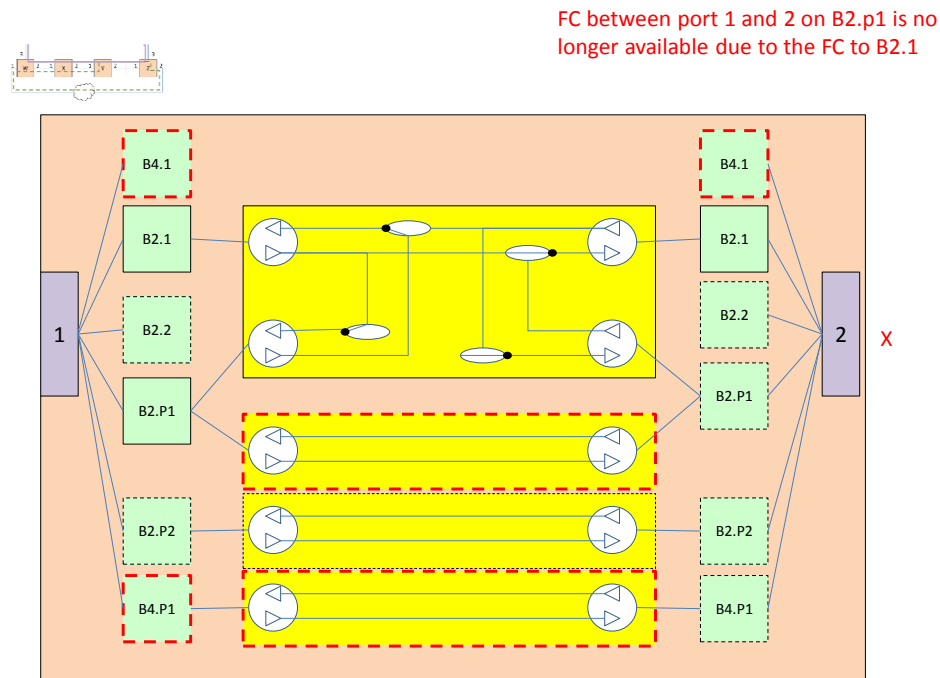 FC between port 1 and 2 on B2.p1 is no
longer available due to the FC to B2.1
B4.1
B4.1
B2.1
B2.1
B2.2
B2.2
1
2
X
B2.P1
B2.P1
B2.P2
B2.P2
B4.P1
B4.P1